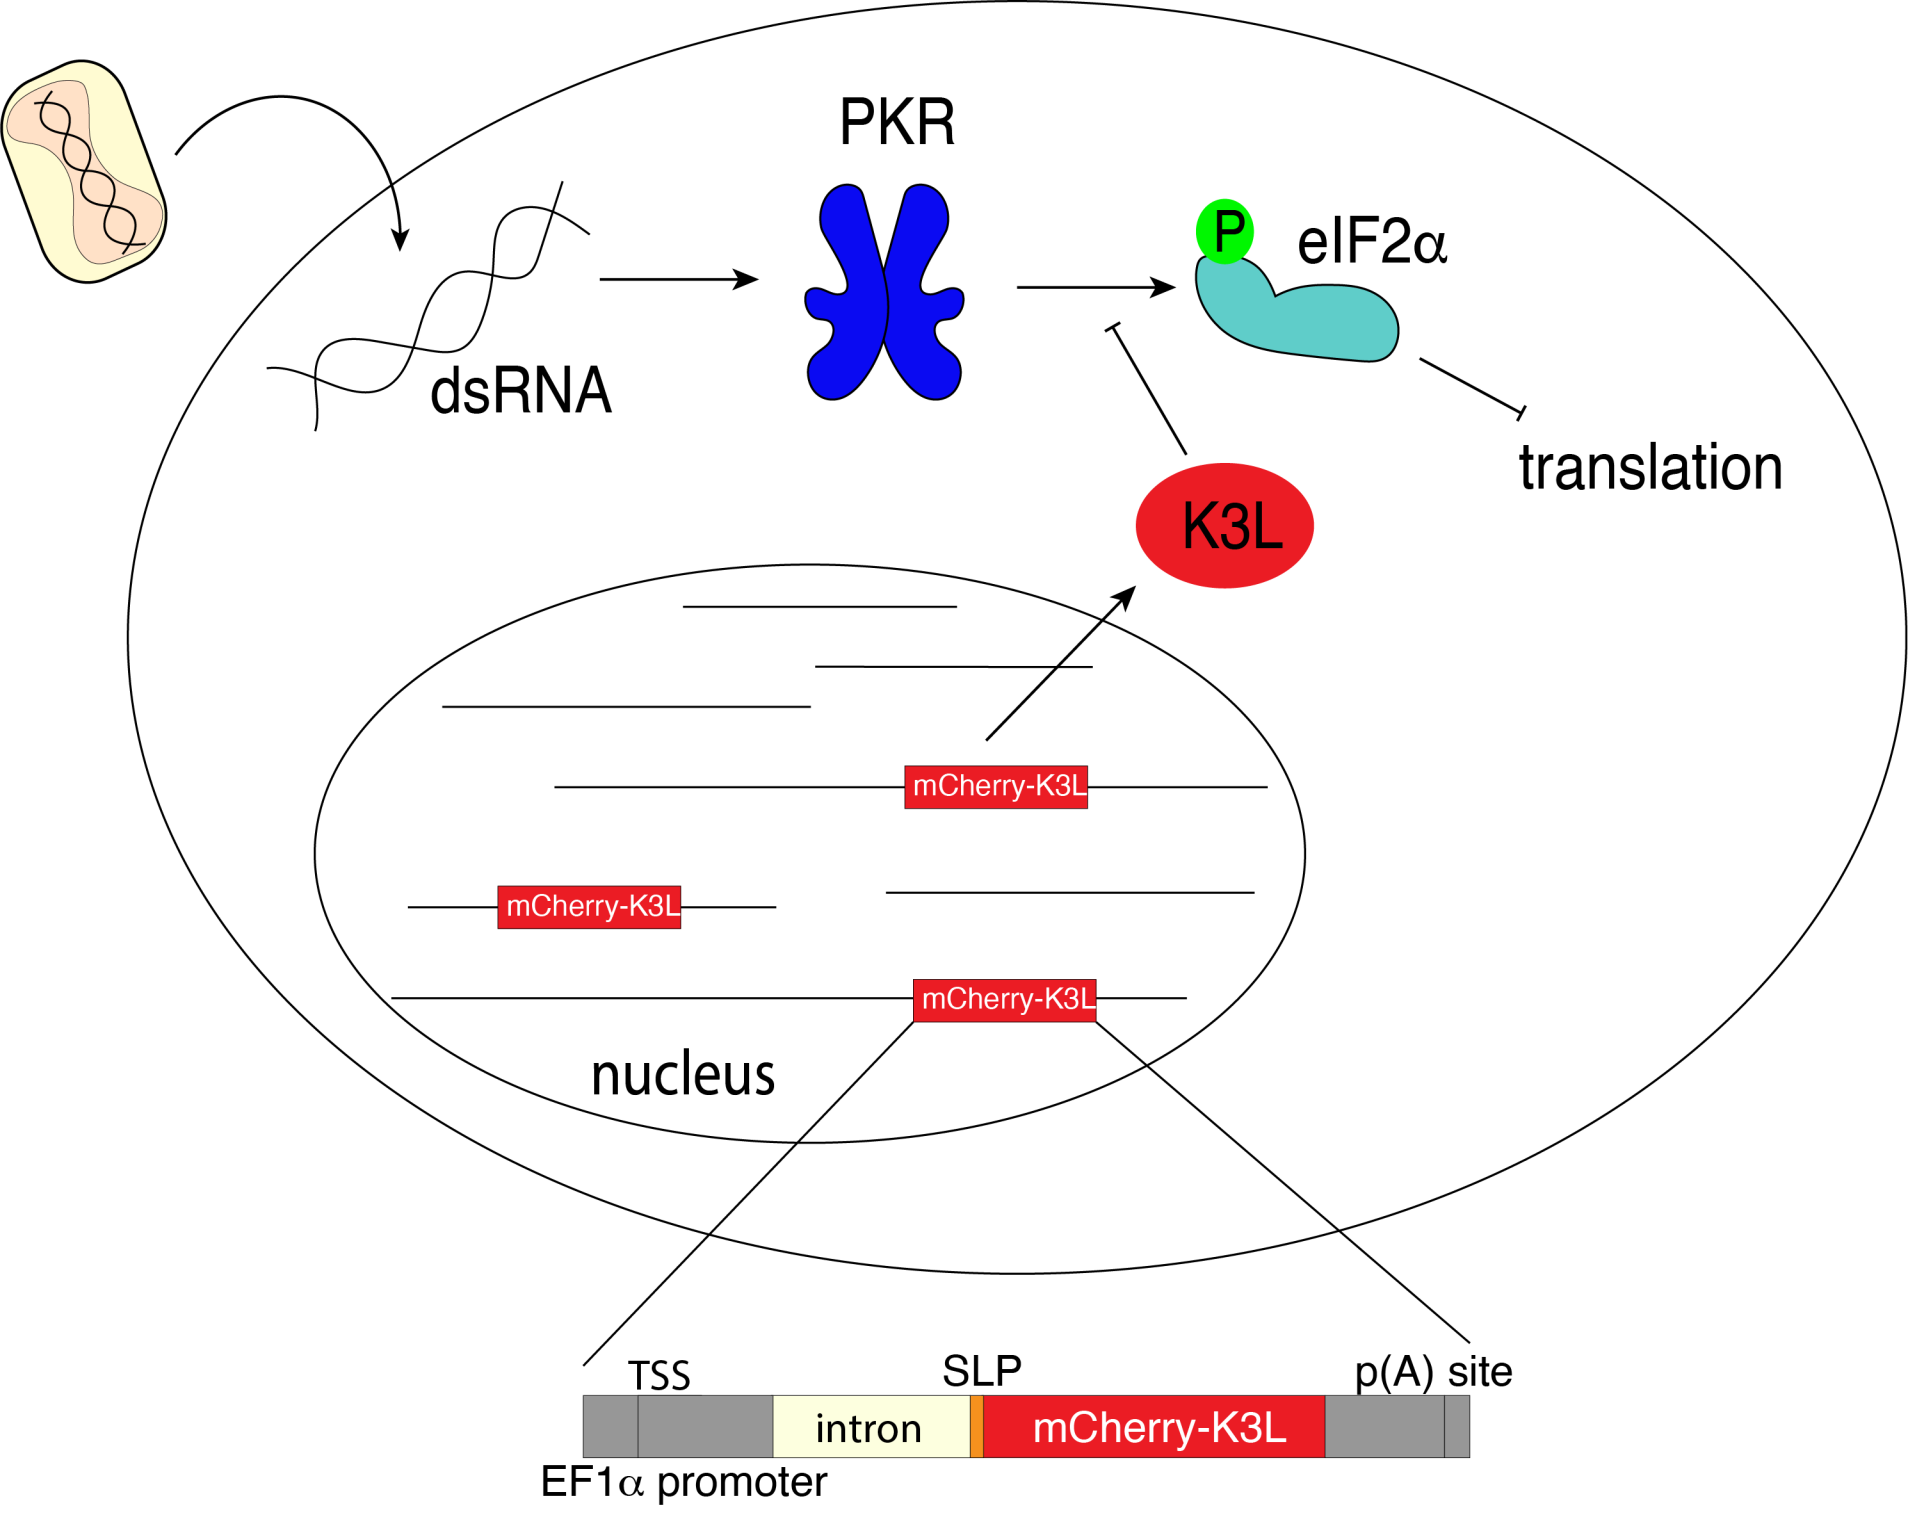 PKR
P
eIF2α
dsRNA
translation
K3L
mCherry-K3L
mCherry-K3L
mCherry-K3L
nucleus
TSS
SLP
p(A) site
intron
mCherry-K3L
EF1α promoter